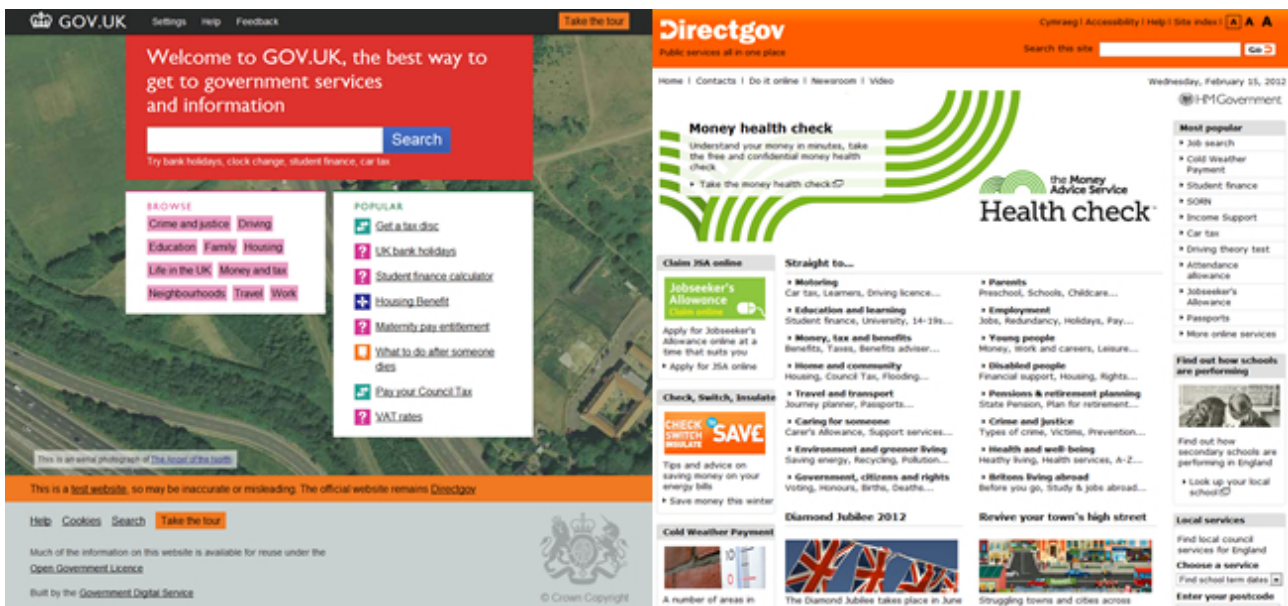 GOV.UK
Settings Help Feedback
Take the tour
Welcome to GOV.UK, the best way to
get to government services
and information
Search
Try bank holidays, clock change, student finance, car tax
BROWSE
Crime and justice Driving
Education Family Housing
Life in the UK Money and tax
Neighbourhoods Travel Work
POPULAR
Get a tax disc
UK bank holidays
Student finance calculator
Housing Benefit
Maternity pay entitlement
What to do after someone
dies
Pay your Council Tax
VAT rates
This is an aerial photograph of The Angel of the North
This is a test website, so may be inaccurate or misleading. The official website remains Directgov
Help Cookies Search Take the tour
Much of the information on this website is available for reuse under the
Open Government Licence
Built by the Government Digital Service
© Crown Copyright
Directgov
Public services all in one place
Cymraeg | Accessibility | Help | Site index | A A A
Search this site
Go
Home | Contacts | Do it online | Newsroom | Video
Wednesday, February 15, 2012
HMGovernment
Money health check
Understand your money in minutes, take
the free and confidential money health
check
Take the money health check
the Money
Advice Service
Health check
Claim JSA online
Jobseeker's
Allowance
Claim online
Apply for Jobseeker's
Allowance online at a
time that suits you
Apply for JSA online
Check, Switch, Insulate
CHECK
SWITCH
INSULATE
to
SAVE
Tips and advice on
saving money on your
energy bills
Save money this winter
Cold Weather Payment
10
0
A number of areas in
Straight to...
Motoring
Car tax, Learners, Driving licence...
Education and learning
Student finance, University, 14-19s...
Money, tax and benefits
Benefits, Taxes, Benefits adviser...
Home and community
Housing, Council Tax, Flooding...
Travel and transport
Journey planner, Passports...
Caring for someone
Carer's Allowance, Support services...
Environment and greener living
Saving energy, Recycling, Pollution...
Government, citizens and rights
Voting, Honours, Births, Deaths...
Parents
Preschool, Schools, Childcare...
Employment
Jobs, Redundancy, Holidays, Pay...
Young people
Money, work and careers, Leisure...
Disabled people
Financial support, Housing, Rights...
Pensions & retirement planning
State Pension, Plan for retirement...
Crime and justice
Types of crime, Victims, Prevention...
Health and well-being
Heathy living, Health services, A-Z...
Britons living abroad
Before you go, Study & jobs abroad...
Diamond Jubilee 2012
The Diamond Jubilee takes place in June
Revive your town's high street
Struggling towns and cities across
Most popular
Job search
Cold Weather
Payment
Student finance
SORN
Income Support
Car tax
Driving theory test
Attendance
allowance
Jobseeker's
Allowance
Passports
More online services
Find out how schools
are performing
Find out how
secondary schools are
performing in England
Look up your local
school
Local services
Find local council
services for England
Choose a service
Find school term dates
Enter your postcode